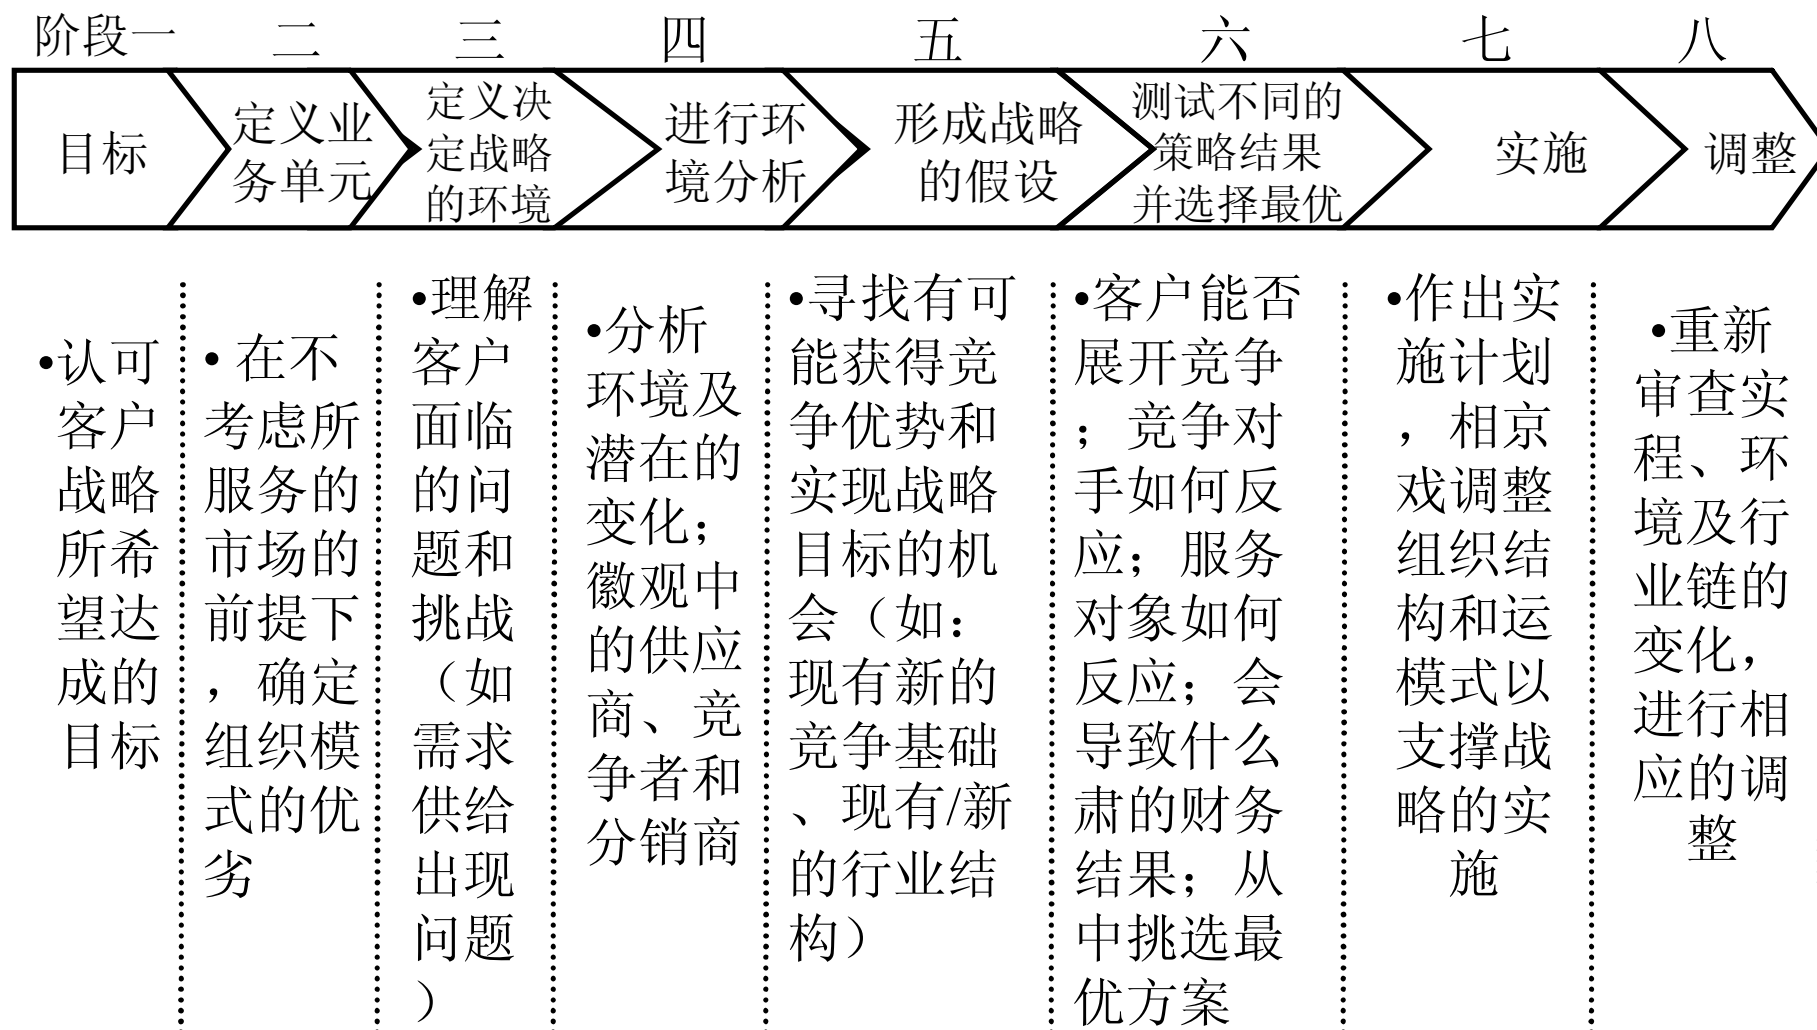 阶段一 二 三 四 五 六 七 八
目标
定义业
务单元
定义决
定战略
的环境
进行环
境分析
形成战略
的假设
测试不同的
策略结果
并选择最优
实施
调整
•认可
客户
战略
所希
望达
成的
目标
• 在不
考虑所
服务的
市场的
前提下
，确定
组织模
式的优
劣
•理解
客户
面临
的问
题和
挑战
（如
需求
供给
出现
问题
）
•分析
环境及
潜在的
变化；
徽观中
的供应
商、竞
争者和
分销商
•寻找有可
能获得竞
争优势和
实现战略
目标的机
会（如：
现有新的
竞争基础
、现有/新
的行业结
构）
•客户能否
展开竞争
；竞争对
手如何反
应；服务
对象如何
反应；会
导致什么
肃的财务
结果；从
中挑选最
优方案
•作出实
施计划
，相京
戏调整
组织结
构和运
模式以
支撑战
略的实
施
•重新
审查实
程、环
境及行
业链的
变化，
进行相
应的调
整